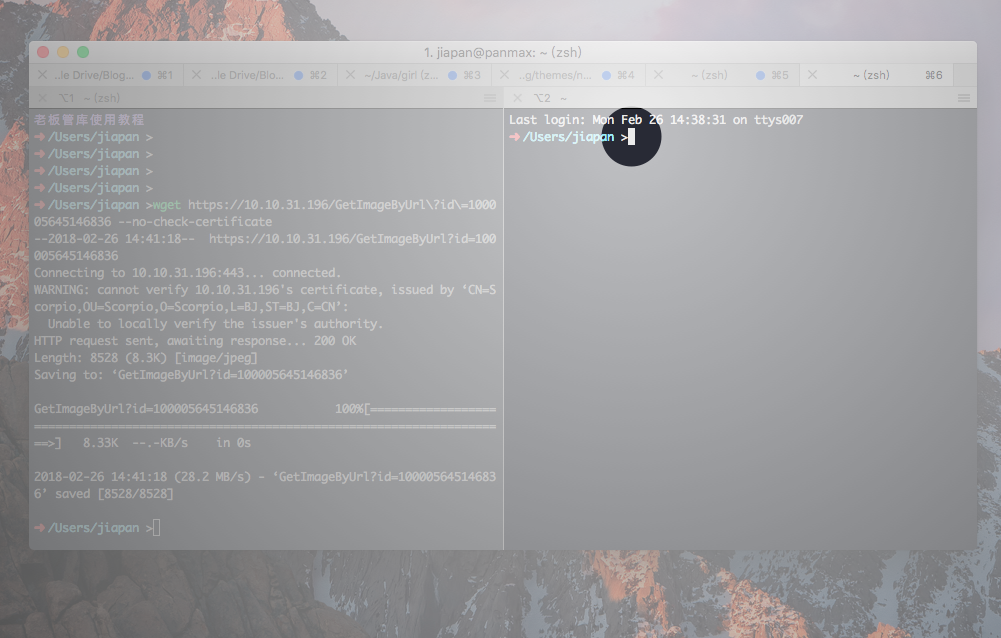 1. jiapan@panmax: ~ (zsh)
..le Drive/Blog... ⌘1 ..le Drive/Blo... ⌘2 ~/Java/girl (z... ⌘3 ..g/themes/n... ⌘4 ~ (zsh) ⌘5 ~ (zsh) ⌘6
⌥1 ~ (zsh)
老板管库使用教程
➜ /Users/jiapan >
➜ /Users/jiapan >
➜ /Users/jiapan >
➜ /Users/jiapan >
➜ /Users/jiapan >wget https://10.10.31.196/GetImageByUrl\?id\=1000
05645146836 --no-check-certificate
--2018-02-26 14:41:18--  https://10.10.31.196/GetImageByUrl?id=100
005645146836
Connecting to 10.10.31.196:443... connected.
WARNING: cannot verify 10.10.31.196's certificate, issued by ‘CN=S
corpio,OU=Scorpio,O=Scorpio,L=BJ,ST=BJ,C=CN’:
  Unable to locally verify the issuer's authority.
HTTP request sent, awaiting response... 200 OK
Length: 8528 (8.3K) [image/jpeg]
Saving to: ‘GetImageByUrl?id=100005645146836’
GetImageByUrl?id=100005645146836           100%[==================
==================================================================
==>]   8.33K  --.-KB/s    in 0s
2018-02-26 14:41:18 (28.2 MB/s) - ‘GetImageByUrl?id=10000564514683
6’ saved [8528/8528]
➜ /Users/jiapan >
⌥2 ~
Last login: Mon Feb 26 14:38:31 on ttys007
➜ /Users/jiapan >